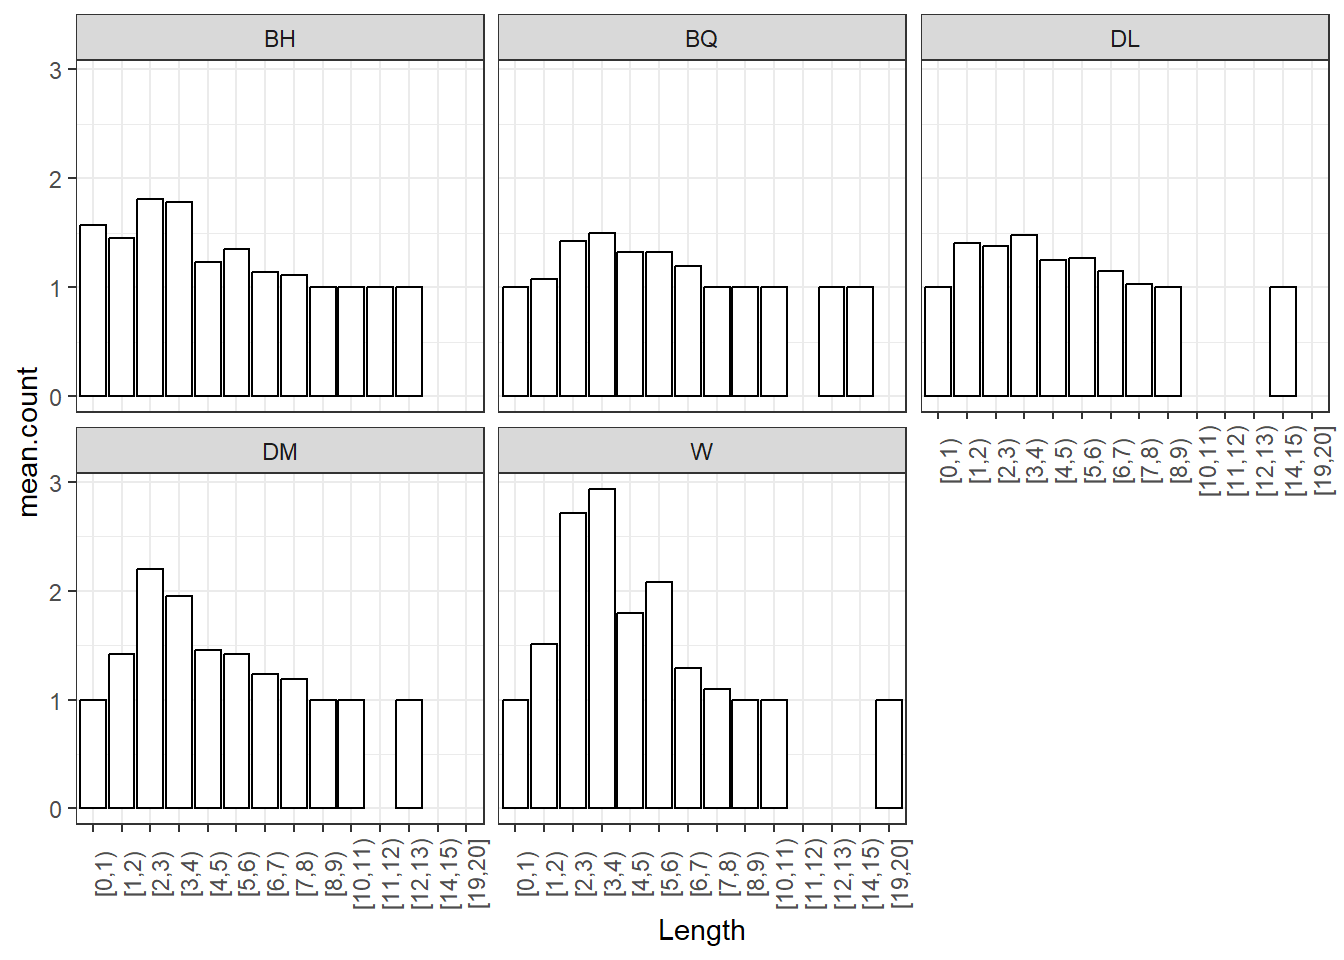 BH BQ DL
3
2
1
0
mean.count
[0,1) [1,2) [2,3) [3,4) [4,5) [5,6) [6,7) [7,8) [8,9) [10,11) [11,12) [12,13) [14,15) [19,20]
DM W
3
2
1
0
[0,1) [1,2) [2,3) [3,4) [4,5) [5,6) [6,7) [7,8) [8,9) [10,11) [11,12) [12,13) [14,15) [19,20]
[0,1) [1,2) [2,3) [3,4) [4,5) [5,6) [6,7) [7,8) [8,9) [10,11) [11,12) [12,13) [14,15) [19,20]
Length